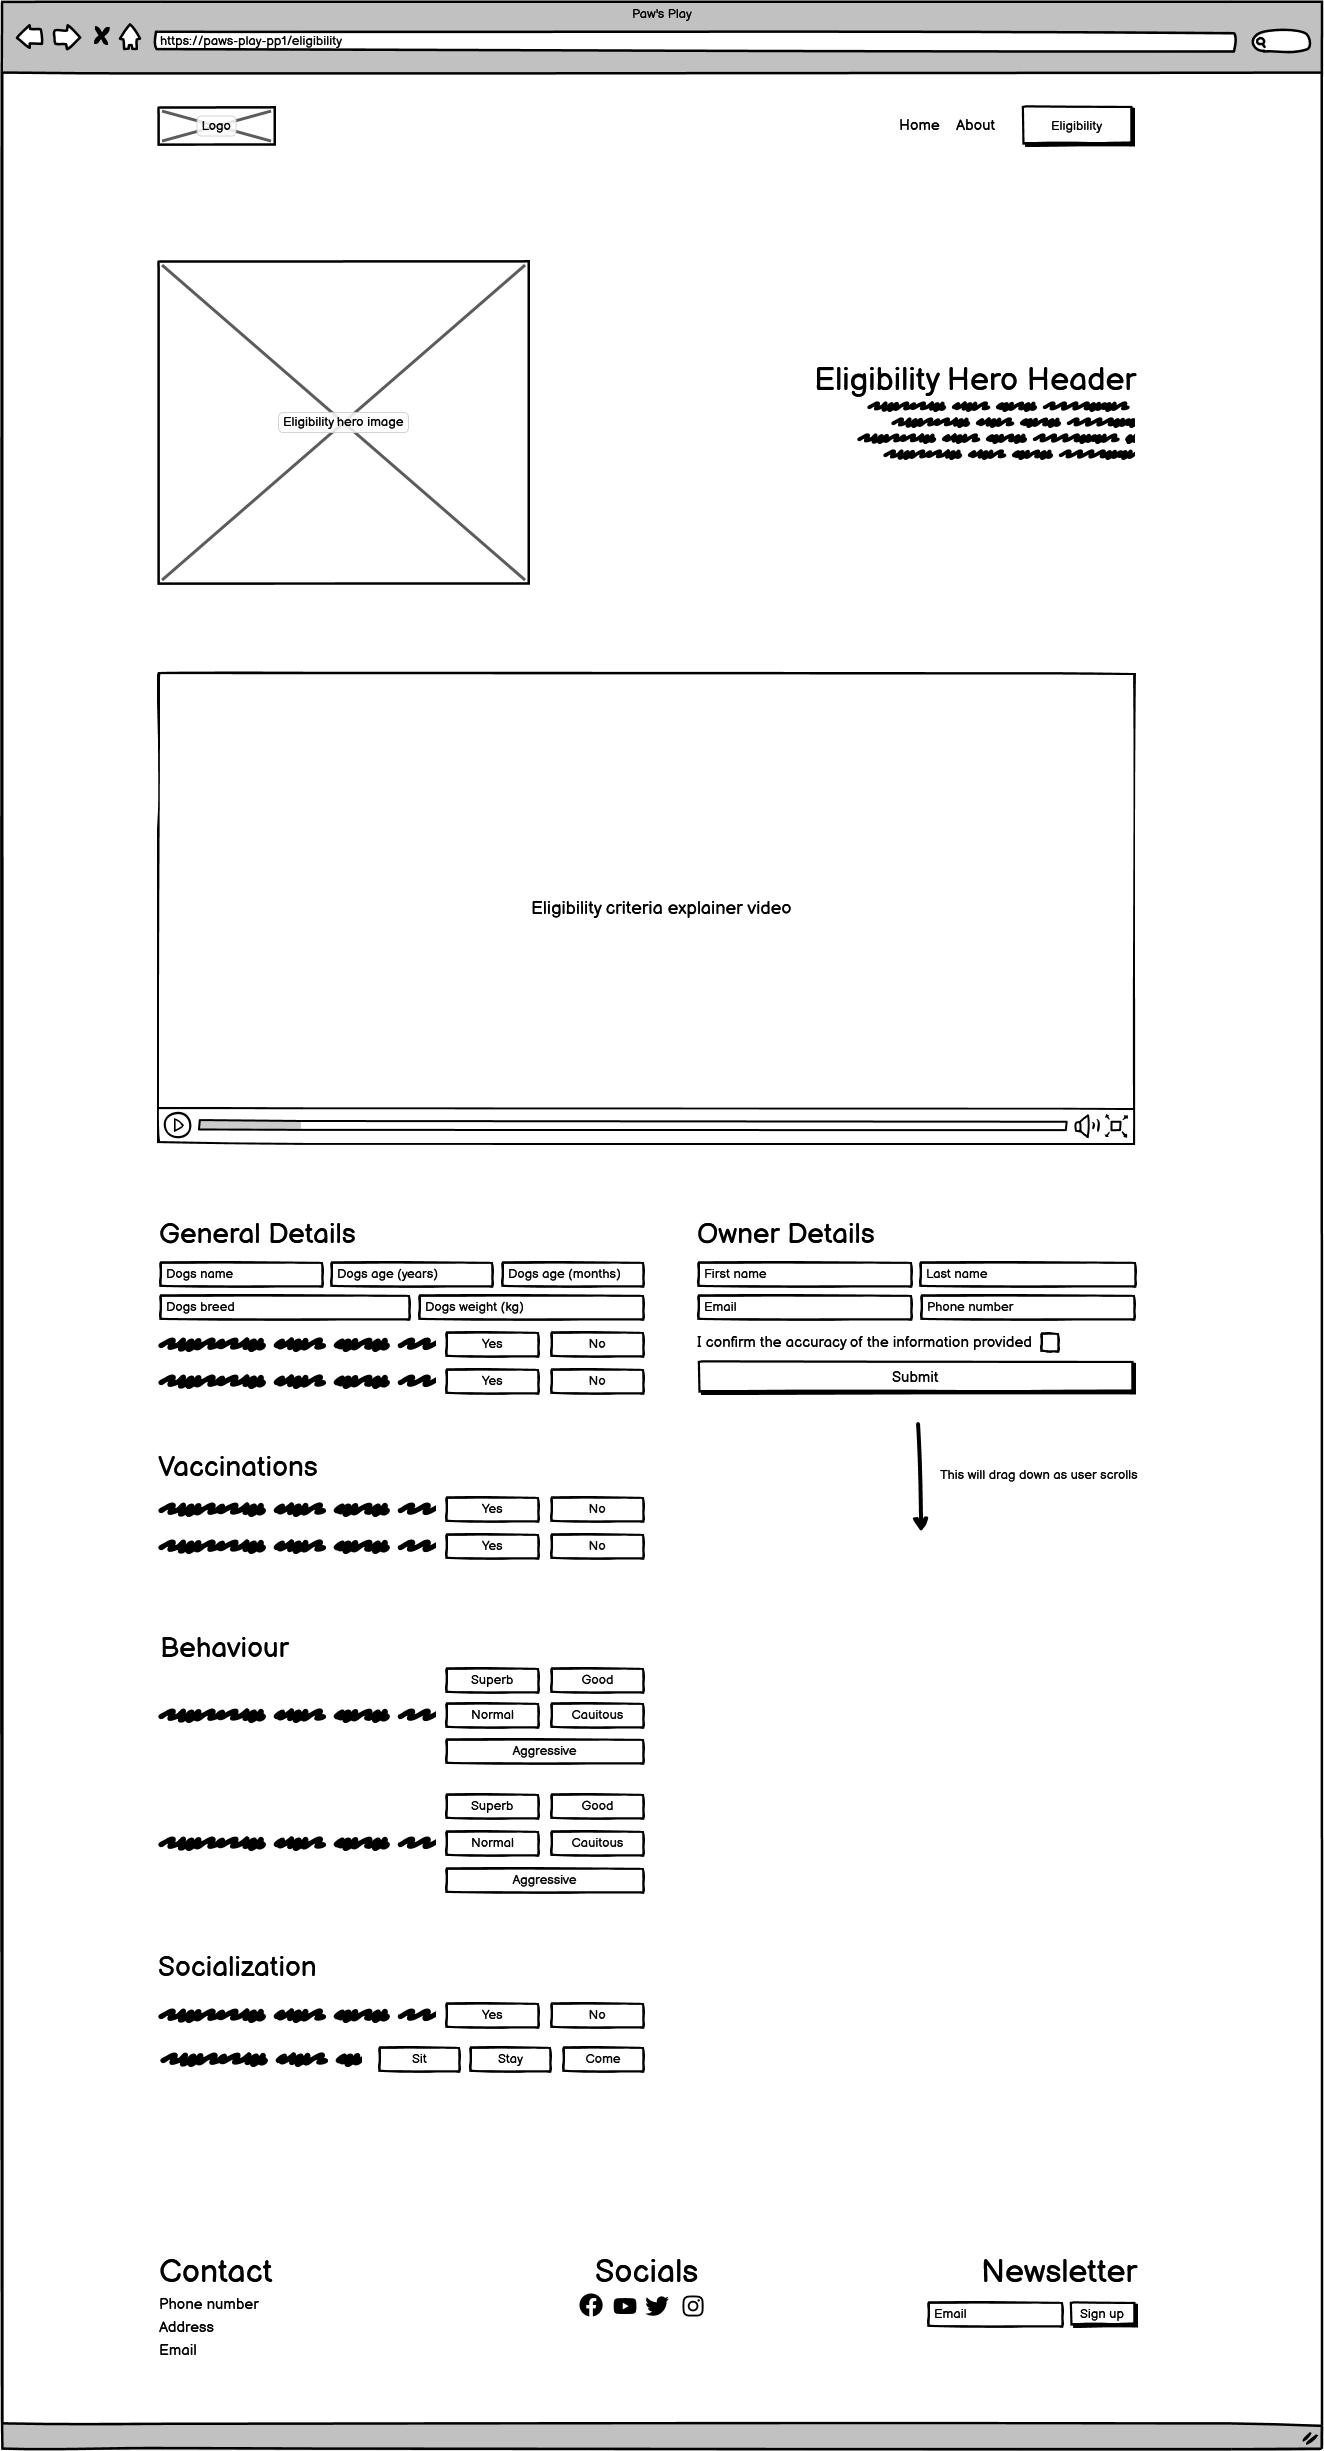 Paw's Play
https://paws-play-pp1/eligibility
Logo
Home About Eligibility
Eligibility hero image
Eligibility Hero Header
Eligibility criteria explainer video
General Details
Dogs name Dogs age (years) Dogs age (months)
Dogs breed Dogs weight (kg)
Yes No
Yes No
Owner Details
First name Last name
Email Phone number
I confirm the accuracy of the information provided
Submit
This will drag down as user scrolls
Vaccinations
Yes No
Yes No
Behaviour
Superb Good
Normal Cauitous
Aggressive
Superb Good
Normal Cauitous
Aggressive
Socialization
Yes No
Sit Stay Come
Contact
Phone number
Address
Email
Socials
Newsletter
Email Sign up